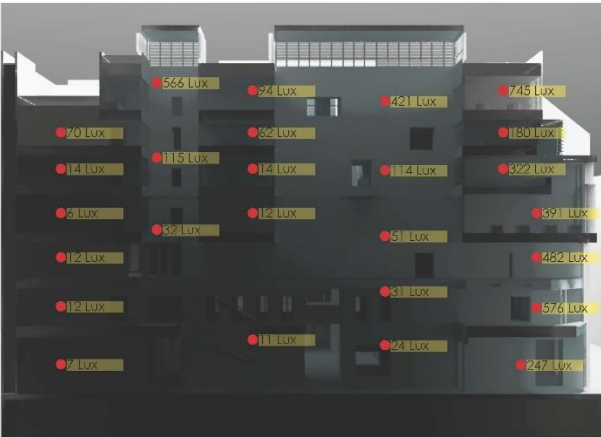 566 Lux
94 Lux
421 Lux
745 Lux
70 Lux
62 Lux
180 Lux
115 Lux
14 Lux
14 Lux
114 Lux
322 Lux
6 Lux
12 Lux
391 Lux
32 Lux
51 Lux
12 Lux
482 Lux
31 Lux
12 Lux
576 Lux
11 Lux
24 Lux
7 Lux
247 Lux